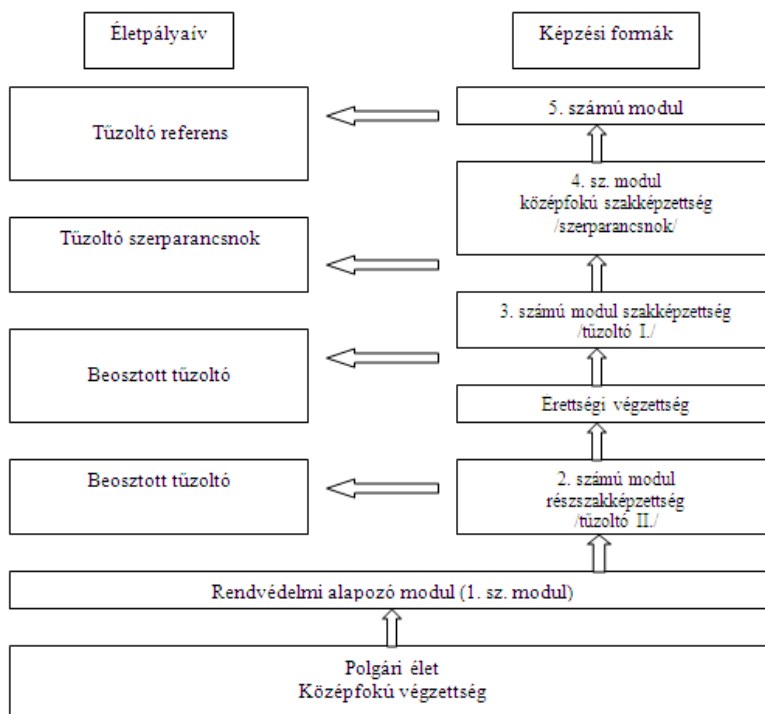 Életpályaív
Képzési formák
Tűzoltó referens
5. számú modul
4. sz. modul
középfokú szakképzettség
/szerparancsnok/
Tűzoltó szerparancsnok
3. számú modul szakképzettség
/tűzoltó I./
Beosztott tűzoltó
Érettségi végzettség
Beosztott tűzoltó
2. számú modul
részszakképzettség
/tűzoltó II./
Rendvédelmi alapozó modul (1. sz. modul)
Polgári élet
Középfokú végzettség